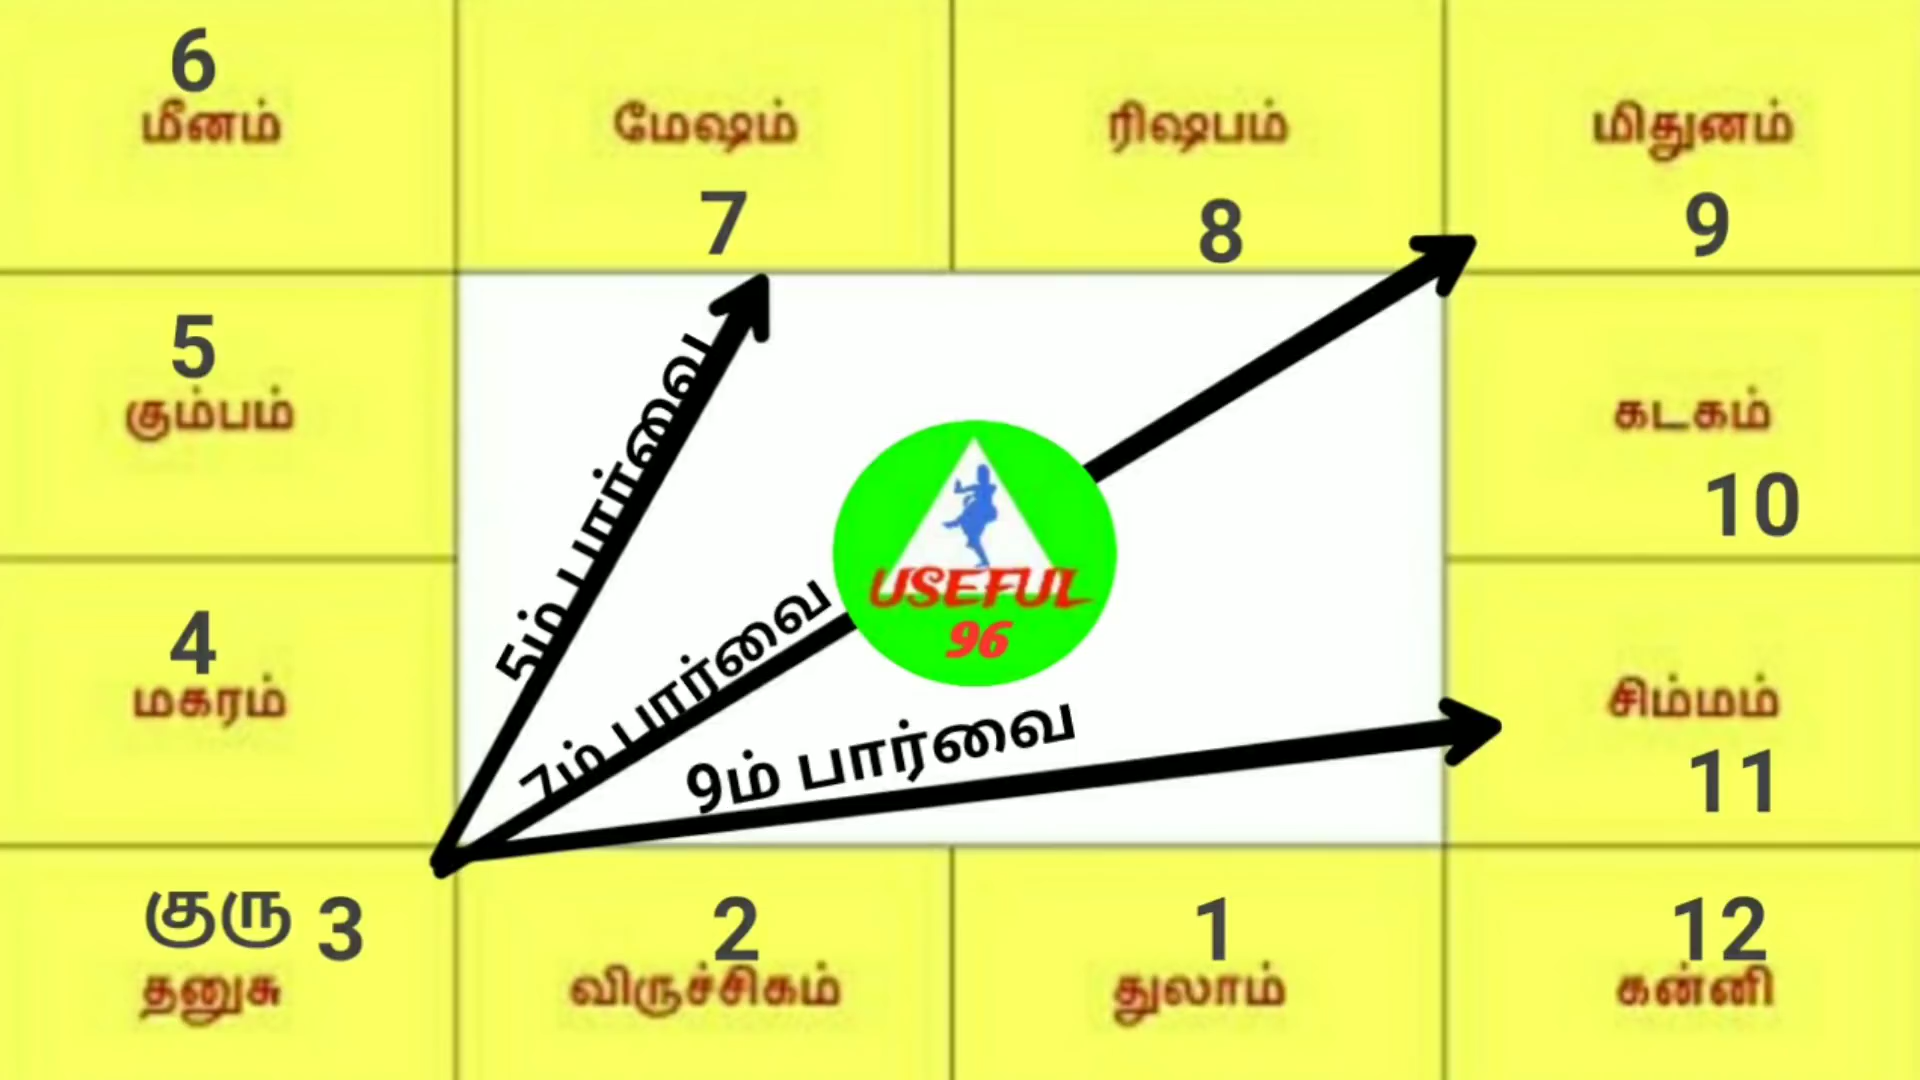 6
மீனம்
மேஷம்
7
ரிஷபம்
8
மிதுனம்
9
5
கும்பம்
கடகம்
10
4
மகரம்
சிம்மம்
11
5ம் பார்வை
7ம் பார்வை
9ம் பார்வை
USEFUL
96
குரு 3
தனுசு
2
விருச்சிகம்
1
துலாம்
12
கன்னி